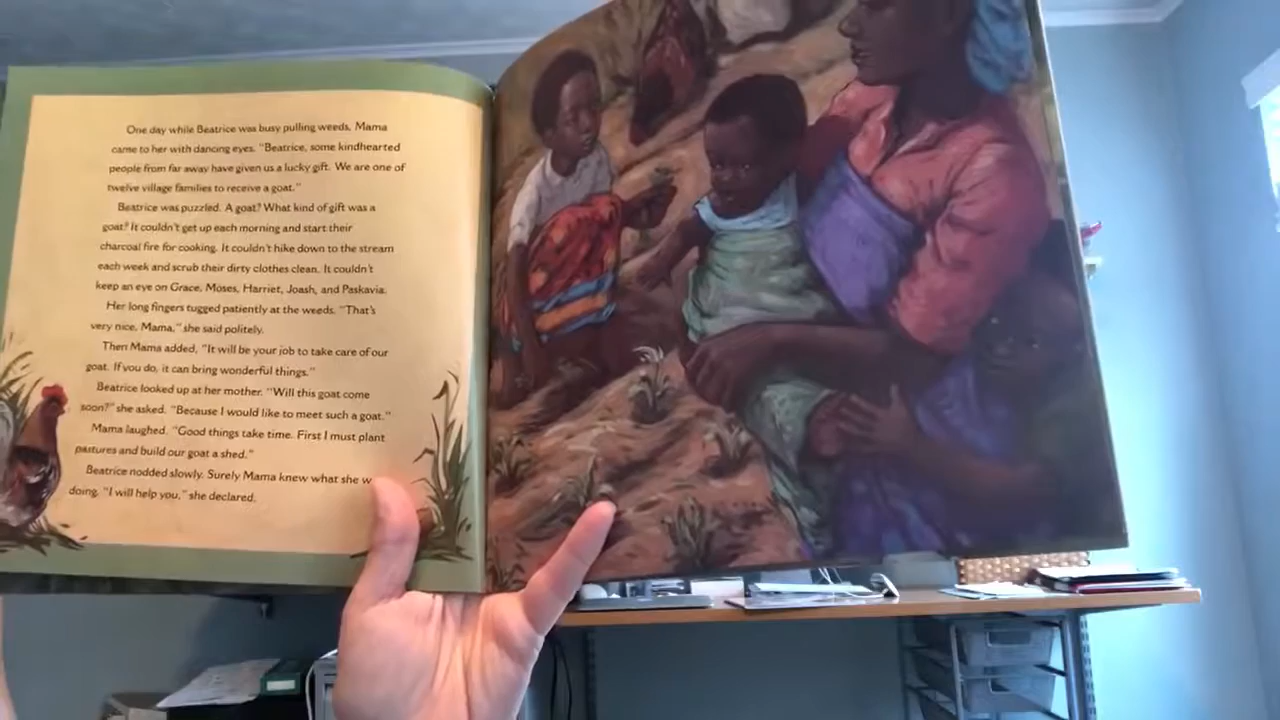 One day while Beatrice was busy pulling weeds, Mama
came to her with dancing eyes. "Beatrice, some kindhearted
people from far away have given us a lucky gift. We are one of
twelve village families to receive a goat."
Beatrice was puzzled. A goat? What kind of gift was a
goat? It couldn't get up each morning and start their
charcoal fire for cooking. It couldn't hike down to the stream
each week and scrub their dirty clothes clean. It couldn't
keep an eye on Grace, Moses, Harriet, Joash, and Paskavia.
Her long fingers tugged patiently at the weeds. "That's
very nice, Mama," she said politely.
Then Mama added, "It will be your job to take care of our
goat. If you do, it can bring wonderful things."
Beatrice looked up at her mother. "Will this goat come
soon?" she asked. "Because I would like to meet such a goat."
Mama laughed. "Good things take time. First I must plant
pastures and build our goat a shed."
Beatrice nodded slowly. Surely Mama knew what she w
doing. "I will help you," she declared.